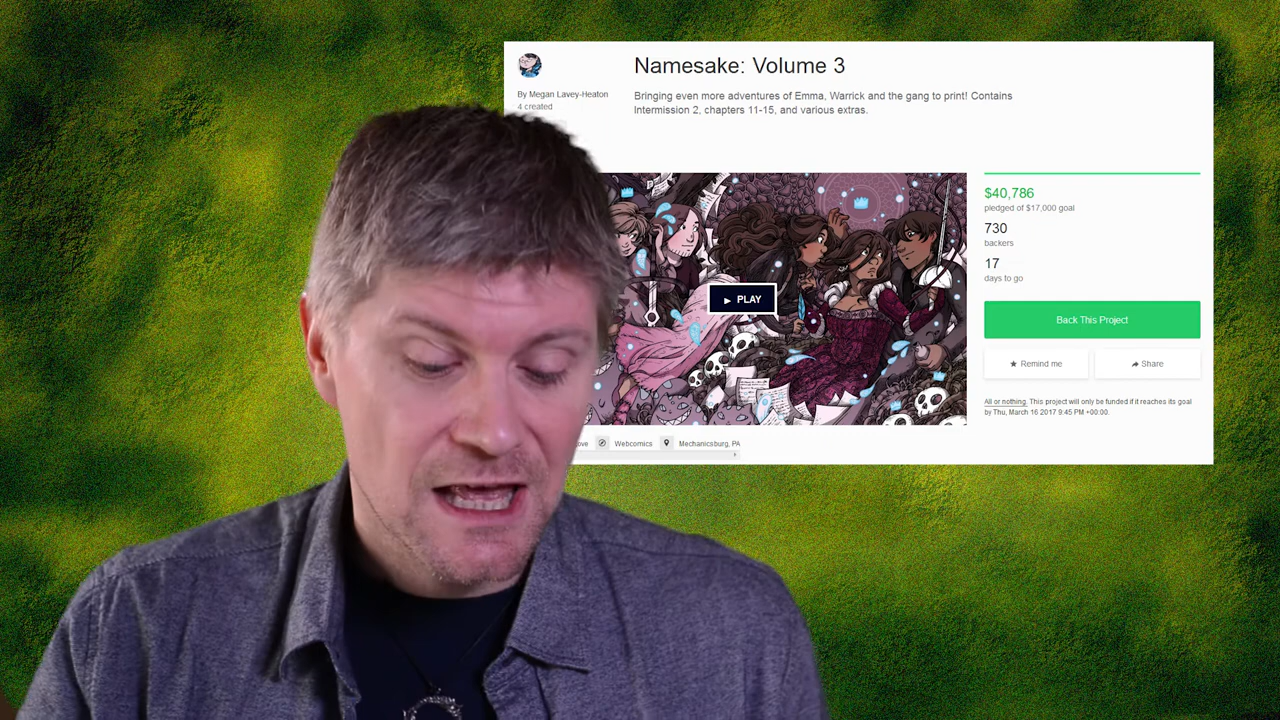 Namesake: Volume 3
By Megan Lavey-Heaton
4 created
Bringing even more adventures of Emma, Warrick and the gang to print! Contains
Intermission 2, chapters 11-15, and various extras.
PLAY
$40,786
pledged of $17,000 goal
730
backers
17
days to go
Back This Project
Remind me
Share
All or nothing. This project will only be funded if it reaches its goal
by Thu, March 16 2017 9:45 PM +00:00.
Webcomics
Mechanicsburg, PA